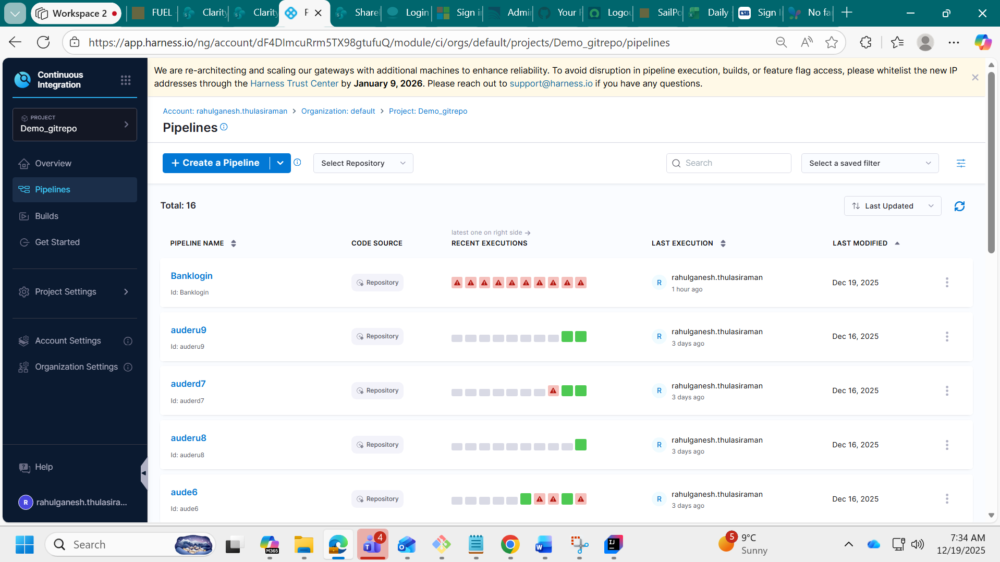 Workspace 2
FUEL
Clarity
Clarity
P
Share
Login
Sign in
Admi
Your
Logou
SailPo
Daily
Sign
No fa
https://app.harness.io/ng/account/dF4DlmcuRrm5TX98gtufuQ/module/ci/orgs/default/projects/Demo_gitrepo/pipelines
Continuous
Integration
We are re-architecting and scaling our gateways with additional machines to enhance reliability. To avoid disruption in pipeline execution, builds, or feature flag access, please whitelist the new IP
addresses through the Harness Trust Center by January 9, 2026. Please reach out to support@harness.io if you have any questions.
PROJECT
Demo_gitrepo
Overview
Pipelines
Builds
Get Started
Project Settings
Account Settings
Organization Settings
Help
R rahulganesh.thulasira...
Account: rahulganesh.thulasiraman > Organization: default > Project: Demo_gitrepo
Pipelines
+ Create a Pipeline
Select Repository
Search
Select a saved filter
Total: 16
Last Updated
latest one on right side →
PIPELINE NAME CODE SOURCE RECENT EXECUTIONS LAST EXECUTION LAST MODIFIED
Banklogin
Id: Banklogin
Repository
R rahulganesh.thulasiraman
1 hour ago
Dec 19, 2025
auderu9
Id: auderu9
Repository
R rahulganesh.thulasiraman
3 days ago
Dec 16, 2025
auderd7
Id: auderd7
Repository
R rahulganesh.thulasiraman
3 days ago
Dec 16, 2025
auderu8
Id: auderu8
Repository
R rahulganesh.thulasiraman
3 days ago
Dec 16, 2025
aude6
Id: aude6
Repository
R rahulganesh.thulasiraman
3 days ago
Dec 16, 2025
Search
M365
4
5
9°C
Sunny
7:34 AM
12/19/2025